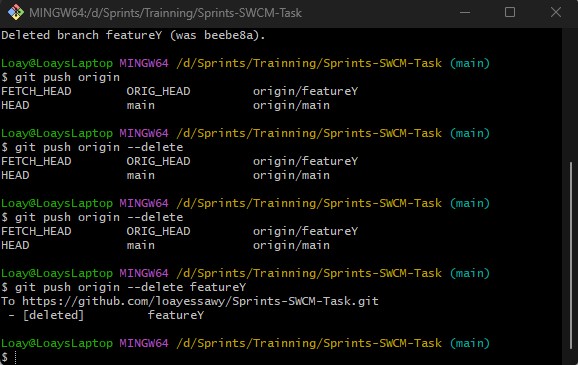 MINGW64:/d/Sprints/Trainning/Sprints-SWCM-Task
Deleted branch featureY (was beebe8a).
Loay@LoaysLaptop MINGW64 /d/Sprints/Trainning/Sprints-SWCM-Task (main)
$ git push origin
FETCH_HEAD ORIG_HEAD origin/featureY
HEAD main origin/main
Loay@LoaysLaptop MINGW64 /d/Sprints/Trainning/Sprints-SWCM-Task (main)
$ git push origin --delete
FETCH_HEAD ORIG_HEAD origin/featureY
HEAD main origin/main
Loay@LoaysLaptop MINGW64 /d/Sprints/Trainning/Sprints-SWCM-Task (main)
$ git push origin --delete
FETCH_HEAD ORIG_HEAD origin/featureY
HEAD main origin/main
Loay@LoaysLaptop MINGW64 /d/Sprints/Trainning/Sprints-SWCM-Task (main)
$ git push origin --delete featureY
To https://github.com/loayessawy/Sprints-SWCM-Task.git
- [deleted] featureY
Loay@LoaysLaptop MINGW64 /d/Sprints/Trainning/Sprints-SWCM-Task (main)
$